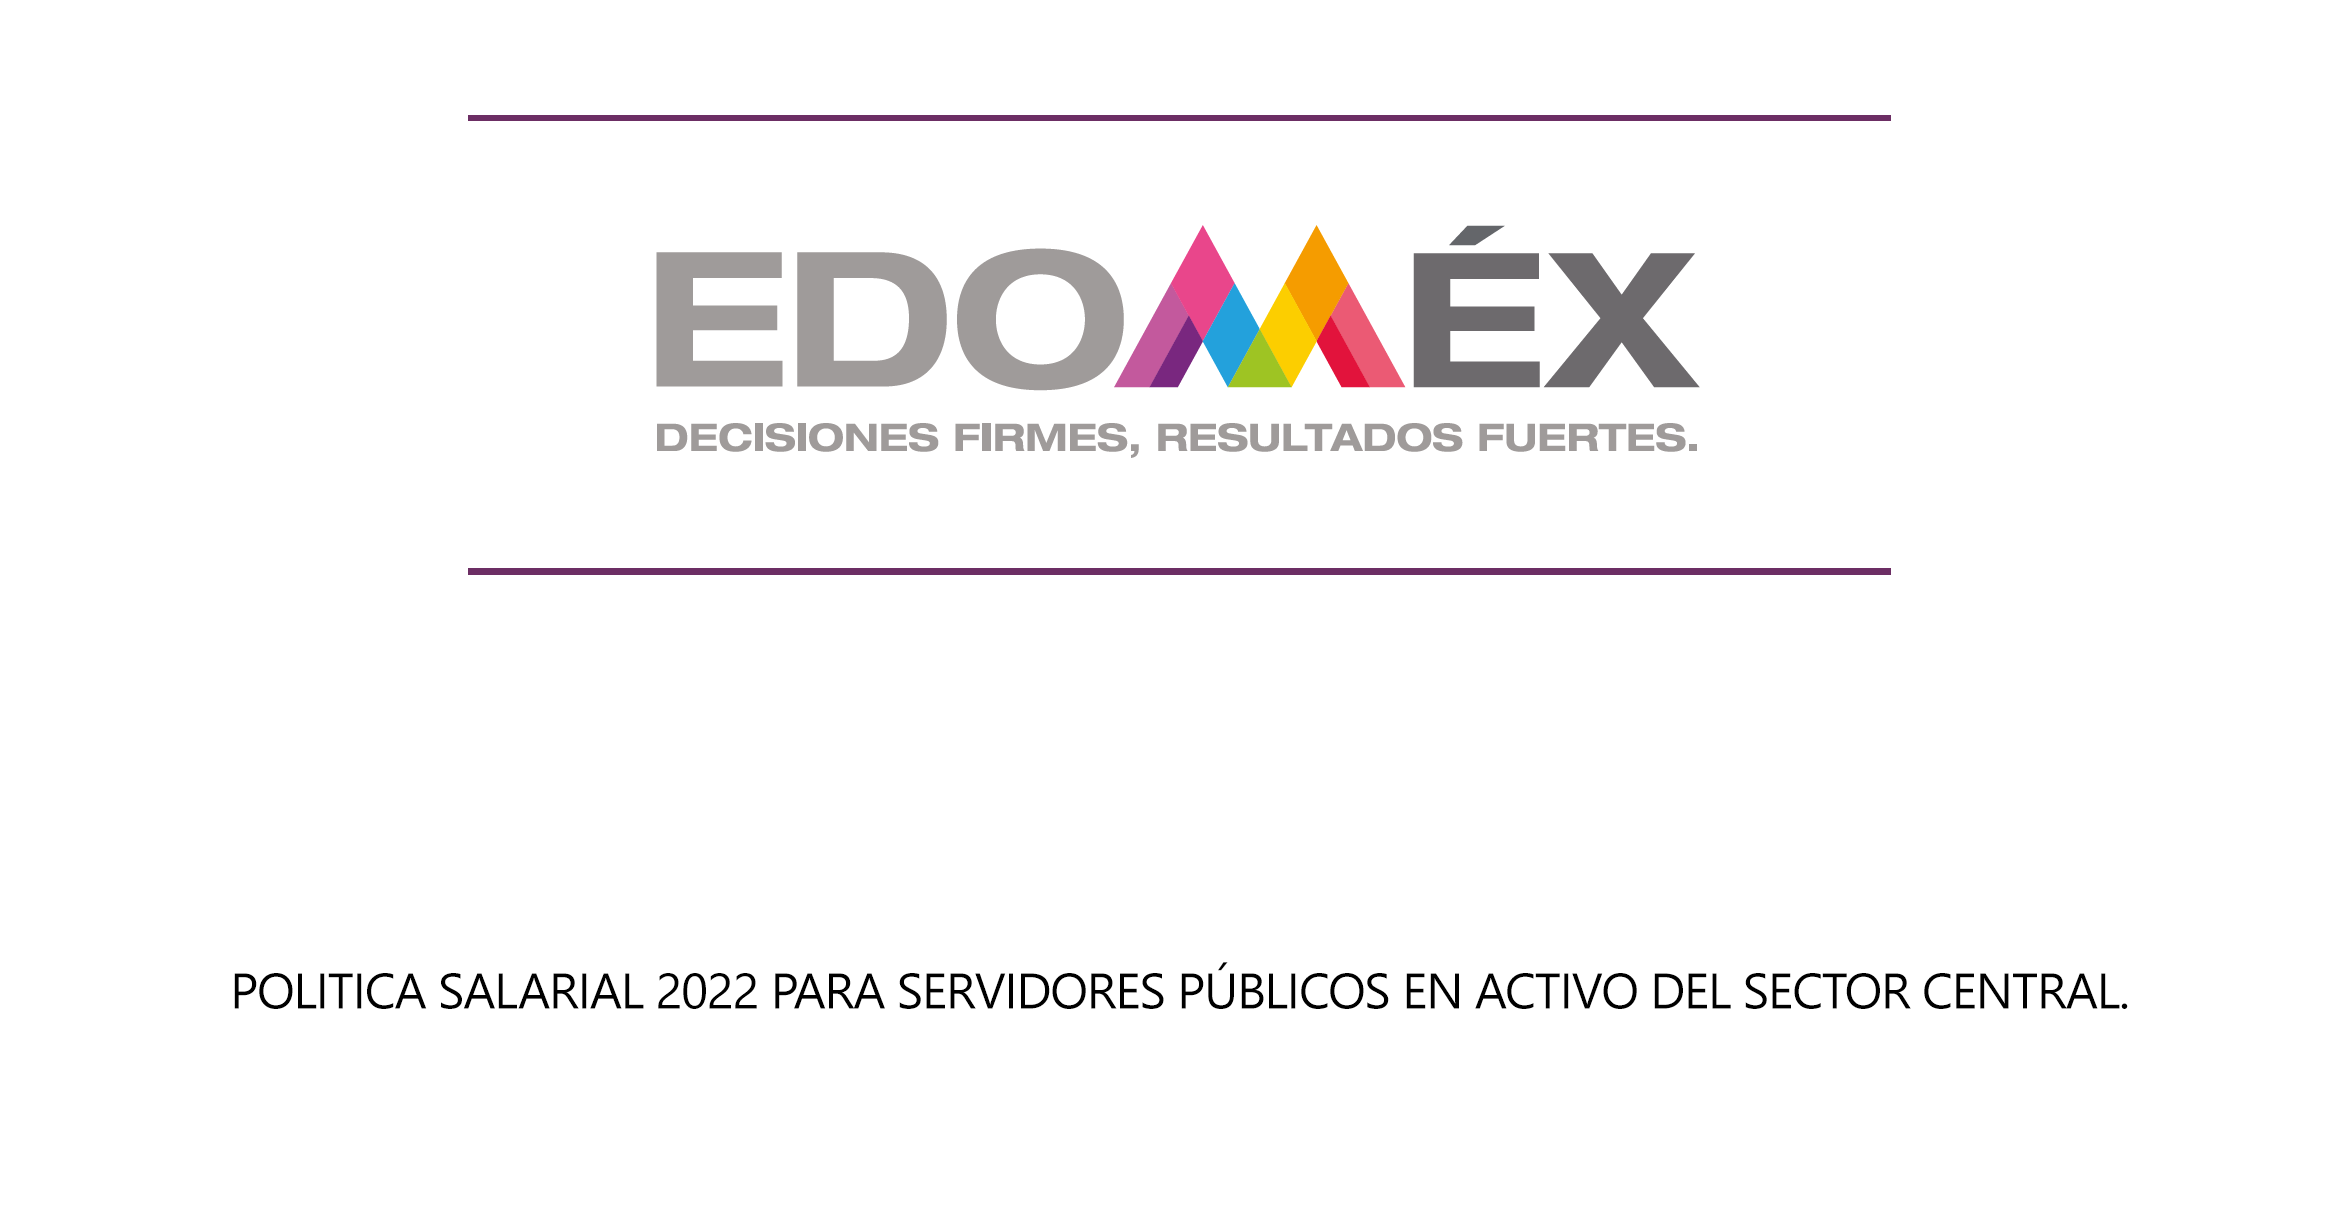 EDOMÉX
DECISIONES FIRMES, RESULTADOS FUERTES.
POLITICA SALARIAL 2022 PARA SERVIDORES PÚBLICOS EN ACTIVO DEL SECTOR CENTRAL.